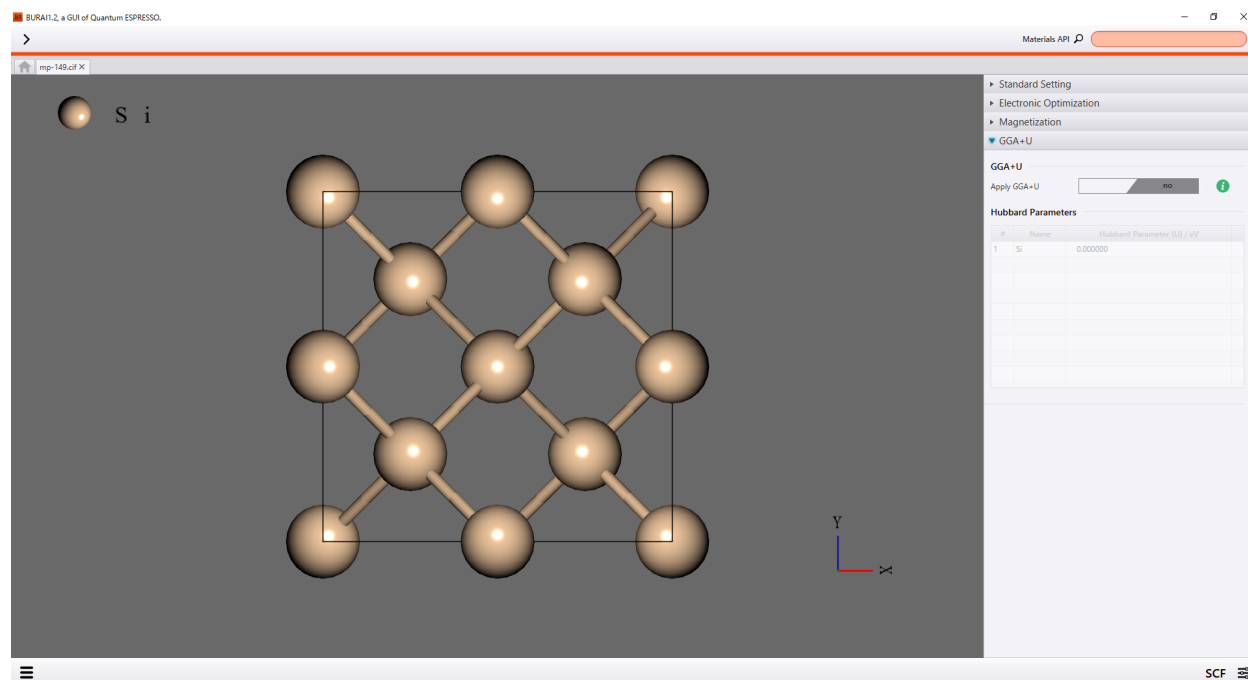 BURAI1.2, a GUI of Quantum ESPRESSO.
Materials API
mp-149.cif
S i
Y
X
Standard Setting
Electronic Optimization
Magnetization
GGA+U
GGA+U
Apply GGA+U no i
Hubbard Parameters
# Name Hubbard Parameter (U) / eV
1 Si 0.000000
SCF